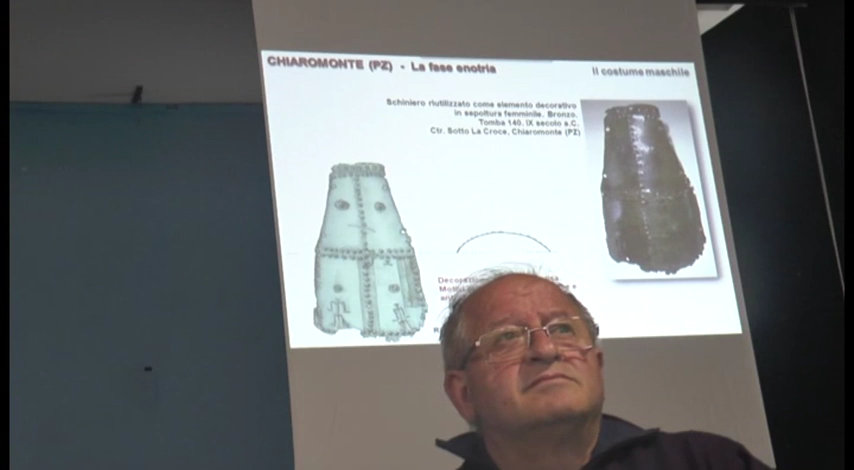 CHIAROMONTE (PZ) - La fase enotria
Il costume maschile
Schiniero riutilizzato come elemento decorativo
in sepoltura femminile. Bronzo.
Tomba 140. IX secolo a.C.
Ctr. Sotto La Croce, Chiaromonte (PZ)